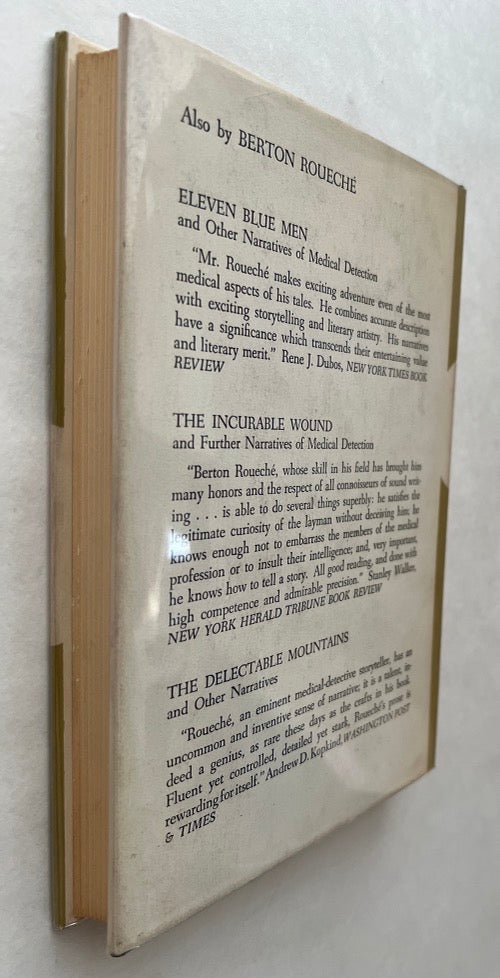 Also by BERTON ROUECHÉ
ELEVEN BLUE MEN
and Other Narratives of Medical Detection
"Mr. Roueché makes exciting adventure even of the most
medical aspects of his tales. He combines accurate description
with exciting storytelling and literary artistry. His narratives
have a significance which transcends their entertaining value
and literary merit." Rene J. Dubos, NEW YORK TIMES BOOK
REVIEW
THE INCURABLE WOUND
and Further Narratives of Medical Detection
"Berton Roueché, whose skill in his field has brought him
many honors and the respect of all connoisseurs of sound writ-
ing . . . is able to do several things superbly: he satisfies the
legitimate curiosity of the layman without deceiving him; he
knows enough not to embarrass the members of the medical
profession or to insult their intelligence; and, very important,
he knows how to tell a story. All good reading, and done with
high competence and admirable precision." Stanley Walker,
NEW YORK HERALD TRIBUNE BOOK REVIEW
THE DELECTABLE MOUNTAINS
and Other Narratives
"Roueché, an eminent medical-detective storyteller, has an
uncommon and inventive sense of narrative; it is a talent, in-
deed a genius, as rare these days as the crafts in his book.
Fluent yet controlled, detailed yet stark, Roueché's prose is
rewarding for itself." Andrew D. Kopkind, WASHINGTON POST
& TIMES